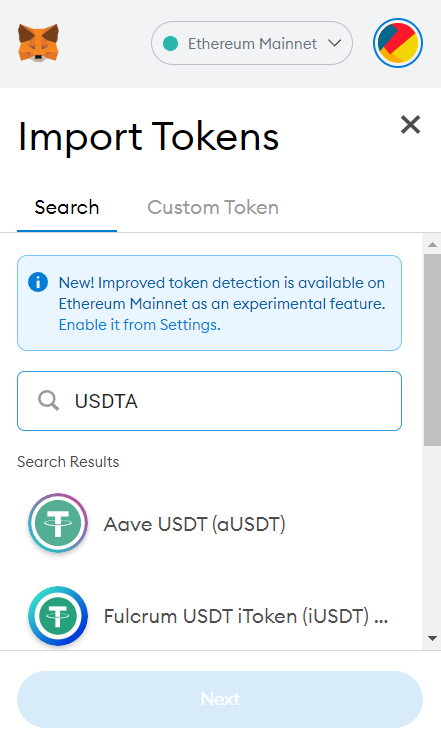 Ethereum Mainnet
Import Tokens
Search
Custom Token
New! Improved token detection is available on
Ethereum Mainnet as an experimental feature.
Enable it from Settings.
USDTA
Search Results
Aave USDT (aUSDT)
Fulcrum USDT iToken (iUSDT) ...
Next